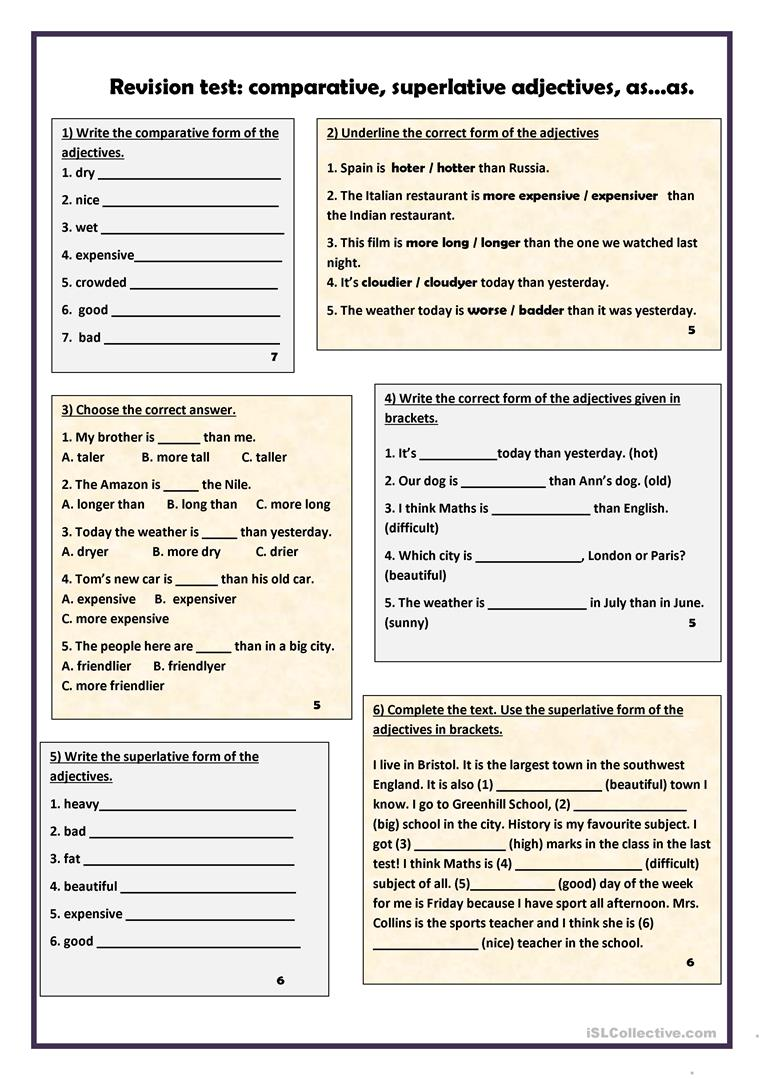 Revision test: comparative, superlative adjectives, as...as.
1) Write the comparative form of the
adjectives.
1. dry ___________________________
2. nice __________________________
3. wet ___________________________
4. expensive______________________
5. crowded ______________________
6.  good _________________________
7.  bad __________________________
7
2) Underline the correct form of the adjectives
1. Spain is  hoter / hotter than Russia.
2. The Italian restaurant is more expensive / expensiver  than
the Indian restaurant.
3. This film is more long / longer than the one we watched last
night.
4. It's cloudier / cloudyer today than yesterday.
5. The weather today is worse / badder than it was yesterday.
5
3) Choose the correct answer.
1. My brother is ______ than me.
A. taler B. more tall C. taller
2. The Amazon is _____ the Nile.
A. longer than B. long than C. more long
3. Today the weather is _____ than yesterday.
A. dryer B. more dry C. drier
4. Tom's new car is ______ than his old car.
A. expensive B.  expensiver
C. more expensive
5. The people here are _____ than in a big city.
A. friendlier B. friendlyer
C. more friendlier
5
4) Write the correct form of the adjectives given in
brackets.
1. It's ___________today than yesterday. (hot)
2. Our dog is ____________ than Ann's dog. (old)
3. I think Maths is ______________ than English.
(difficult)
4. Which city is _______________, London or Paris?
(beautiful)
5. The weather is ______________ in July than in June.
(sunny) 5
5) Write the superlative form of the
adjectives.
1. heavy____________________________
2. bad _____________________________
3. fat ______________________________
4. beautiful _________________________
5. expensive ________________________
6. good _____________________________
6
6) Complete the text. Use the superlative form of the
adjectives in brackets.
I live in Bristol. It is the largest town in the southwest
England. It is also (1) _______________ (beautiful) town I
know. I go to Greenhill School, (2) ________________
(big) school in the city. History is my favourite subject. I
got (3) _____________ (high) marks in the class in the last
test! I think Maths is (4) __________________ (difficult)
subject of all. (5)____________ (good) day of the week
for me is Friday because I have sport all afternoon. Mrs.
Collins is the sports teacher and I think she is (6)
_______________ (nice) teacher in the school.
6
iSLCollective.com